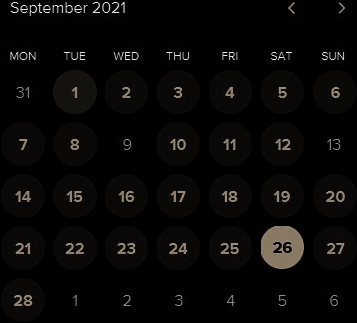 September 2021 < >
MON TUE WED THU FRI SAT SUN
31 1 2 3 4 5 6
7 8 9 10 11 12 13
14 15 16 17 18 19 20
21 22 23 24 25 26 27
28 1 2 3 4 5 6